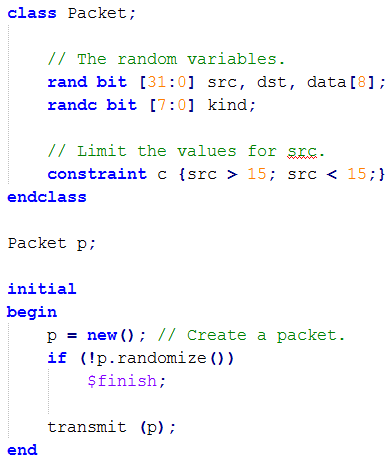 class Packet;
// The random variables.
rand bit [31:0] src, dst, data[8];
randc bit [7:0] kind;
// Limit the values for src.
constraint c {src > 15; src < 15;}
endclass
Packet p;
initial
begin
p = new(); // Create a packet.
if (!p.randomize())
$finish;
transmit (p);
end